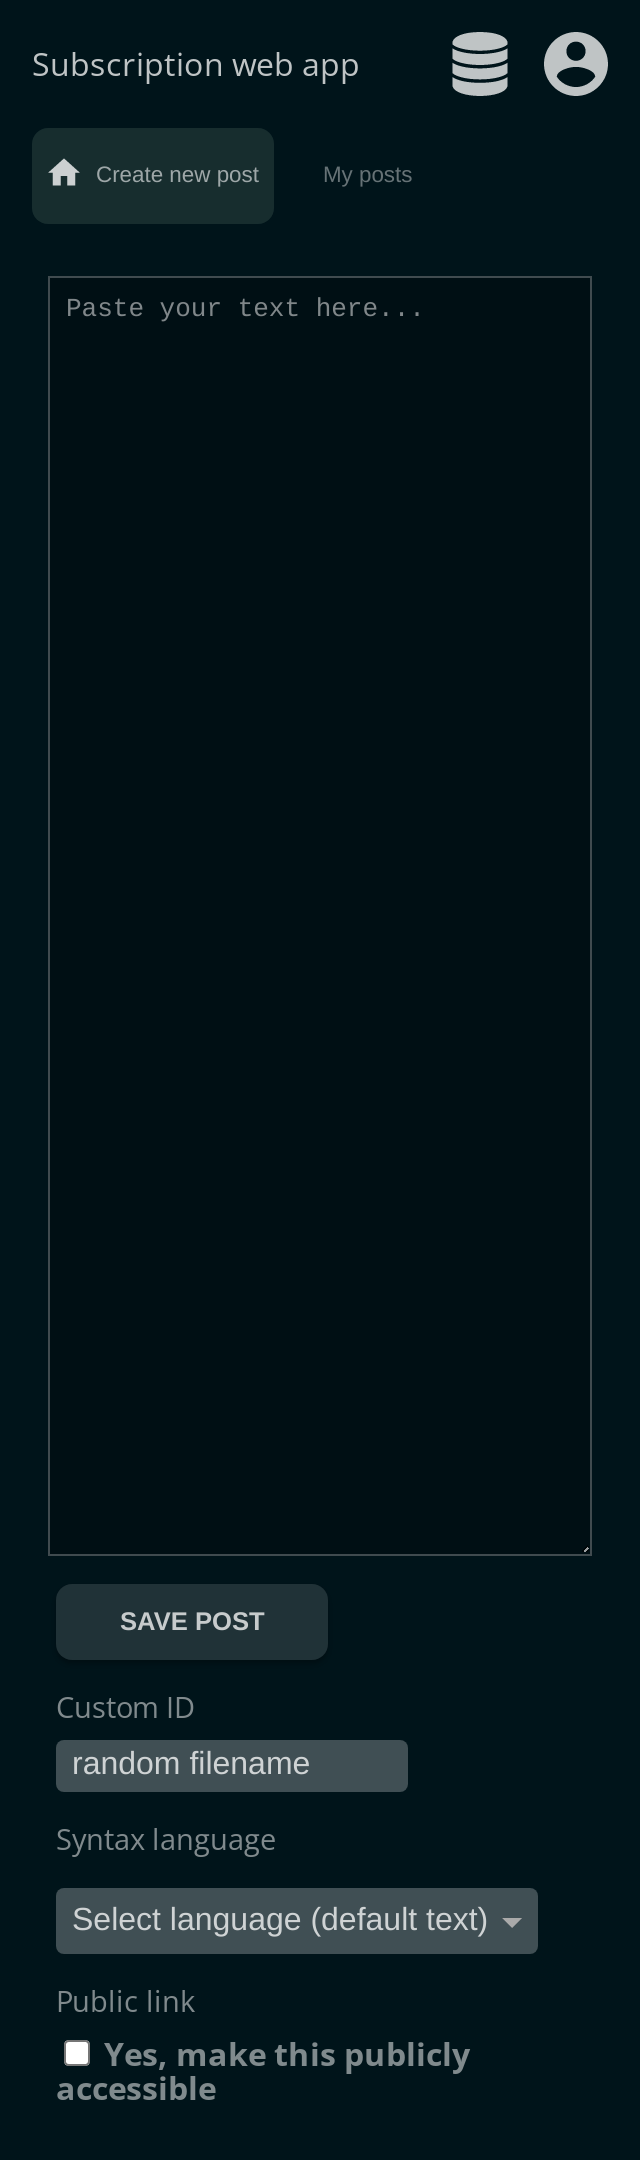 Subscription web app
Create new post
My posts
Paste your text here...
SAVE POST
Custom ID
random filename
Syntax language
Select language (default text)
Public link
Yes, make this publicly
accessible